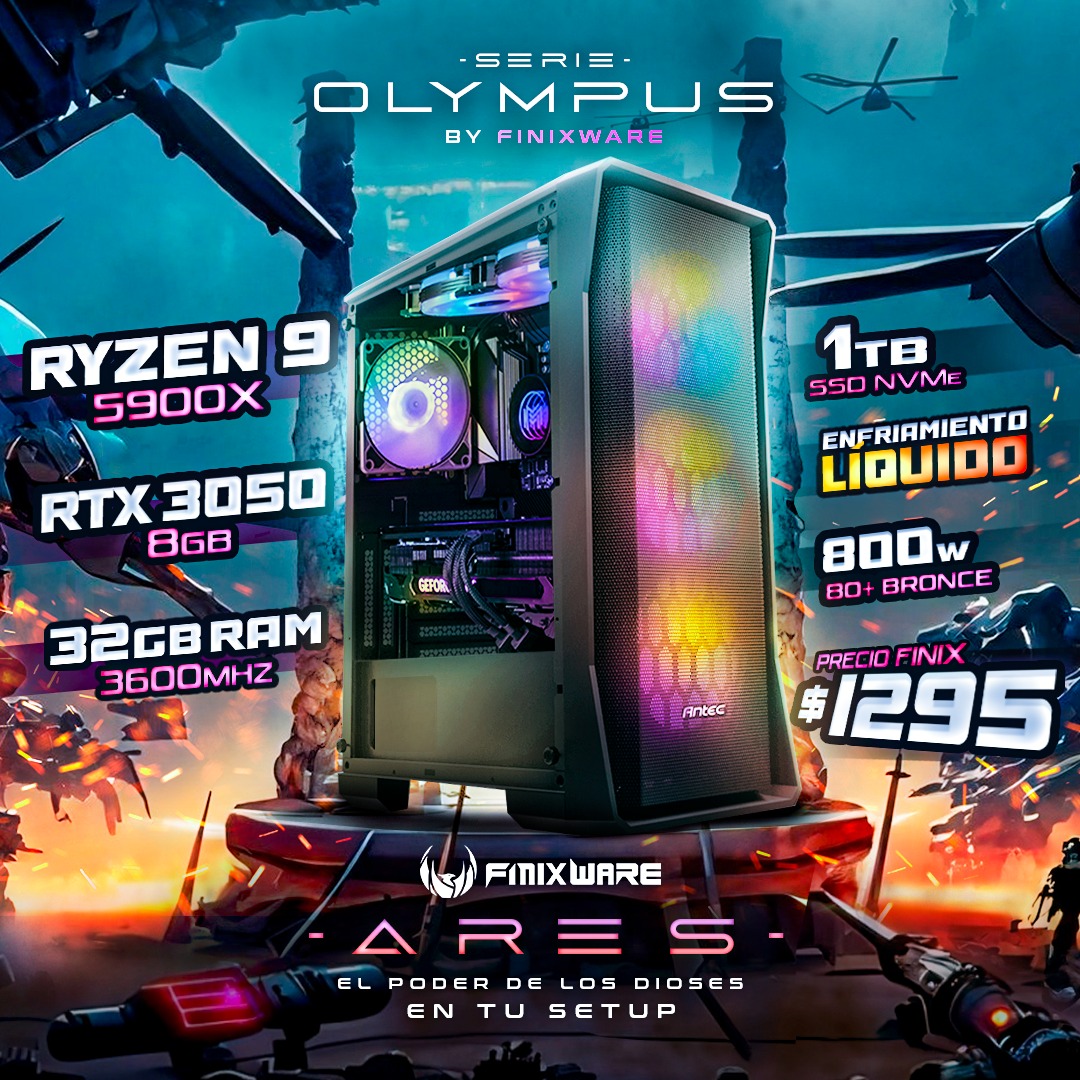 -SERIE-
OLYMPUS
BY FINIXWARE
RYZEN 9
5900X
RTX 3050
8GB
32GB RAM
3600MHZ
1TB
SSD NVMe
ENFRIAMIENTO
LÍQUIDO
800W
80+ BRONCE
PRECIO FINIX
$1295
GEFOR
Antec
FINIXWARE
- ARES -
EL PODER DE LOS DIOSES
EN TU SETUP